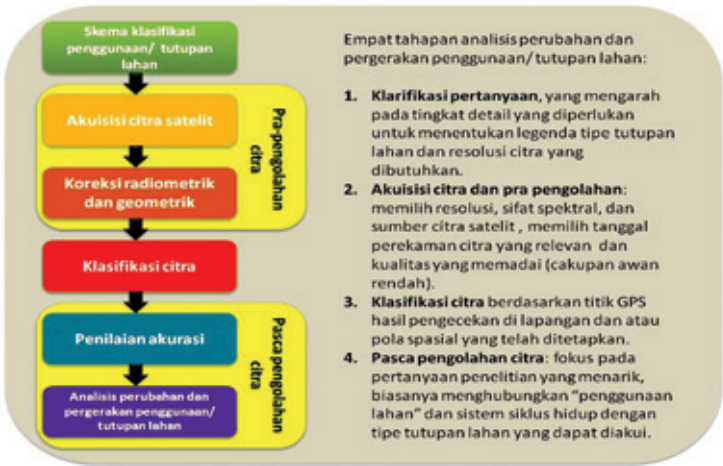 Skema klasifikasi
penggunaan/ tutupan
lahan
Pra-pengolahan
citra
Akuisisi citra satelit
Koreksi radiometrik
dan geometrik
Klasifikasi citra
Pasca pengolahan
citra
Penilaian akurasi
Analisis perubahan dan
pergerakan penggunaan/
tutupan lahan
Empat tahapan analisis perubahan dan
pergerakan penggunaan/tutupan lahan:
1. Klarifikasi pertanyaan, yang mengarah
pada tingkat detail yang diperlukan
untuk menentukan legenda tipe tutupan
lahan dan resolusi citra yang
dibutuhkan.
2. Akuisisi citra dan pra pengolahan:
memilih resolusi, sifat spektral, dan
sumber citra satelit , memilih tanggal
perekaman citra yang relevan dan
kualitas yang memadai (cakupan awan
rendah).
3. Klasifikasi citra berdasarkan titik GPS
hasil pengecekan di lapangan dan atau
pola spasial yang telah ditetapkan.
4. Pasca pengolahan citra: fokus pada
pertanyaan penelitian yang menarik,
biasanya menghubungkan “penggunaan
lahan” dan sistem siklus hidup dengan
tipe tutupan lahan yang dapat diakui.